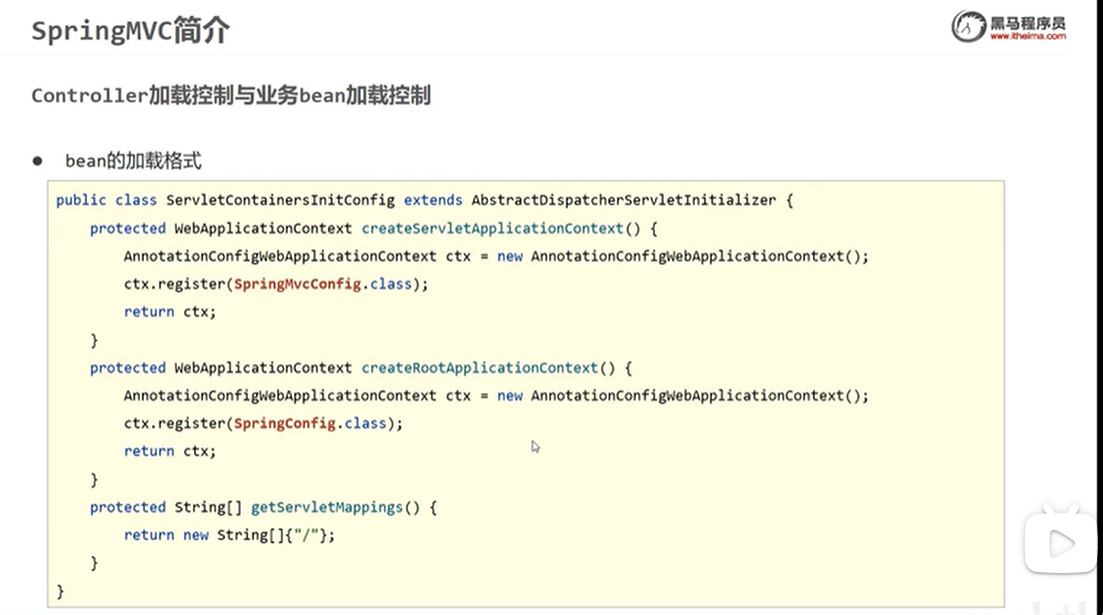 SpringMVC简介
黑马程序员
www.itheima.com
Controller加载控制与业务bean加载控制
● bean的加载格式
public class ServletContainersInitConfig extends AbstractDispatcherServletInitializer {
    protected WebApplicationContext createServletApplicationContext() {
        AnnotationConfigWebApplicationContext ctx = new AnnotationConfigWebApplicationContext();
        ctx.register(SpringMvcConfig.class);
        return ctx;
    }
    protected WebApplicationContext createRootApplicationContext() {
        AnnotationConfigWebApplicationContext ctx = new AnnotationConfigWebApplicationContext();
        ctx.register(SpringConfig.class);
        return ctx;
    }
    protected String[] getServletMappings() {
        return new String[]{"/"};
    }
}